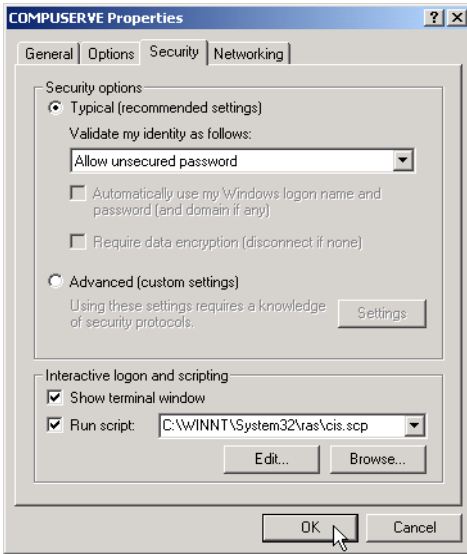 COMPUSERVE Properties
General Options Security Networking
Security options
Typical (recommended settings)
Validate my identity as follows:
Allow unsecured password
Automatically use my Windows logon name and
password (and domain if any)
Require data encryption (disconnect if none)
Advanced (custom settings)
Using these settings requires a knowledge
of security protocols.
Settings
Interactive logon and scripting
Show terminal window
Run script: C:\WINNT\System32\ras\cis.scp
Edit... Browse...
OK Cancel